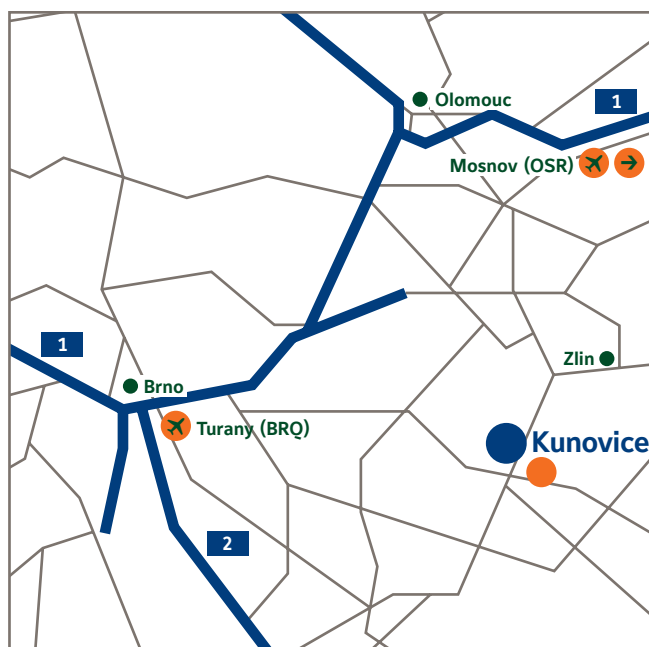 Olomouc
1
Mosnov (OSR)
1
Zlin
Brno
Turany (BRQ)
Kunovice
2